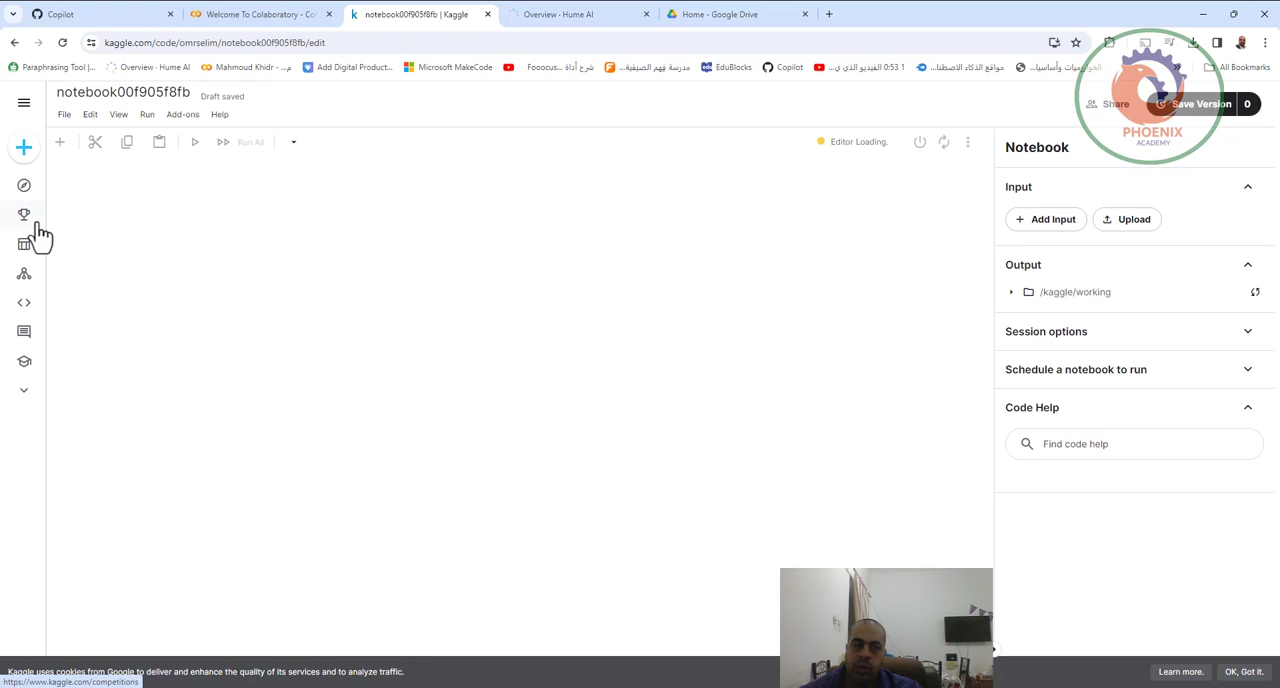 Copilot
Welcome To Colaboratory - Co
notebook00f905f8fb | Kaggle
Overview · Hume AI
Home - Google Drive
kaggle.com/code/omrselim/notebook00f905f8fb/edit
Paraphrasing Tool |...
Overview · Hume AI
Mahmoud Khidr - م...
Add Digital Product...
Microsoft MakeCode
Focus... شرح أداة
مدرسة فهم الصيفية...
EduBlocks
Copilot
1 0:53 الفيديو الذي ي...
مواقع الذكاء الاصطنا...
الخوارزميات وأساسيا...
All Bookmarks
notebook00f905f8fb
Draft saved
Share
Save Version
0
File Edit View Run Add-ons Help
PHOENIX
ACADEMY
Run All
Editor Loading.
Notebook
Input
Add Input
Upload
Output
/kaggle/working
Session options
Schedule a notebook to run
Code Help
Find code help
Kaggle uses cookies from Google to deliver and enhance the quality of its services and to analyze traffic.
Learn more.
OK, Got it.
https://www.kaggle.com/competitions